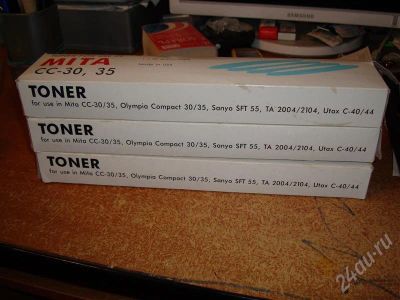 SAMSUNG
MITA
CC-30, 35
TONER
for use in Mita CC-30/35, Olympia Compact 30/35, Sanyo SFT 55, TA 2004/2104, Utax C-40/44
TONER
for use in Mita CC-30/35, Olympia Compact 30/35, Sanyo SFT 55, TA 2004/2104, Utax C-40/44
TONER
for use in Mita CC-30/35, Olympia Compact 30/35, Sanyo SFT 55, TA 2004/2104, Utax C-40/44
24au.ru